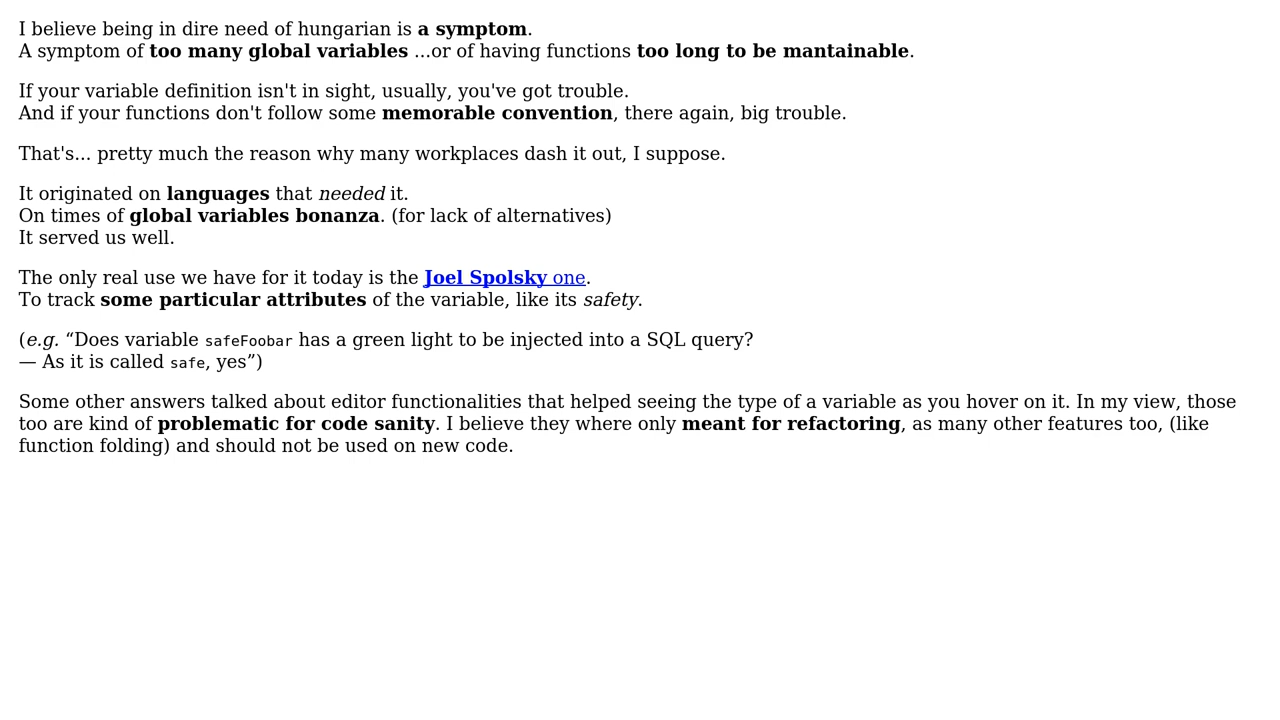 I believe being in dire need of hungarian is a symptom.
A symptom of too many global variables ...or of having functions too long to be mantainable.
If your variable definition isn't in sight, usually, you've got trouble.
And if your functions don't follow some memorable convention, there again, big trouble.
That's... pretty much the reason why many workplaces dash it out, I suppose.
It originated on languages that needed it.
On times of global variables bonanza. (for lack of alternatives)
It served us well.
The only real use we have for it today is the Joel Spolsky one.
To track some particular attributes of the variable, like its safety.
(e.g. “Does variable safeFoobar has a green light to be injected into a SQL query?
— As it is called safe, yes”)
Some other answers talked about editor functionalities that helped seeing the type of a variable as you hover on it. In my view, those
too are kind of problematic for code sanity. I believe they where only meant for refactoring, as many other features too, (like
function folding) and should not be used on new code.